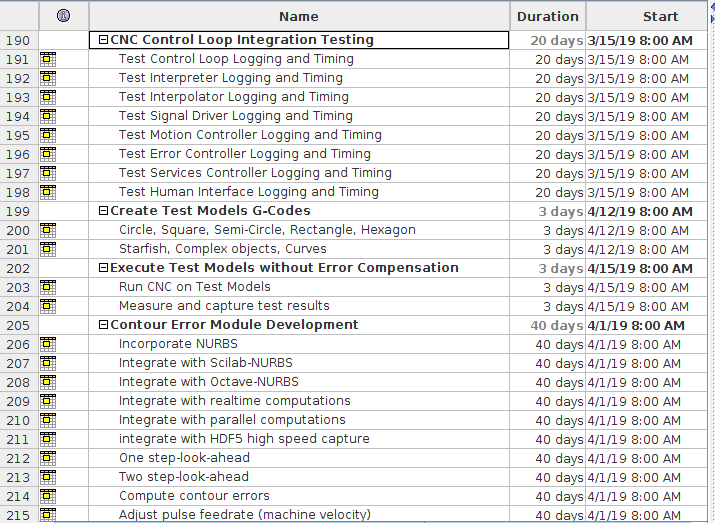 Name Duration Start
190 CNC Control Loop Integration Testing 20 days 3/15/19 8:00 AM
191 Test Control Loop Logging and Timing 20 days 3/15/19 8:00 AM
192 Test Interpreter Logging and Timing 20 days 3/15/19 8:00 AM
193 Test Interpolator Logging and Timing 20 days 3/15/19 8:00 AM
194 Test Signal Driver Logging and Timing 20 days 3/15/19 8:00 AM
195 Test Motion Controller Logging and Timing 20 days 3/15/19 8:00 AM
196 Test Error Controller Logging and Timing 20 days 3/15/19 8:00 AM
197 Test Services Controller Logging and Timing 20 days 3/15/19 8:00 AM
198 Test Human Interface Logging and Timing 20 days 3/15/19 8:00 AM
199 Create Test Models G-Codes 3 days 4/12/19 8:00 AM
200 Circle, Square, Semi-Circle, Rectangle, Hexagon 3 days 4/12/19 8:00 AM
201 Starfish, Complex objects, Curves 3 days 4/12/19 8:00 AM
202 Execute Test Models without Error Compensation 3 days 4/15/19 8:00 AM
203 Run CNC on Test Models 3 days 4/15/19 8:00 AM
204 Measure and capture test results 3 days 4/15/19 8:00 AM
205 Contour Error Module Development 40 days 4/1/19 8:00 AM
206 Incorporate NURBS 40 days 4/1/19 8:00 AM
207 Integrate with Scilab-NURBS 40 days 4/1/19 8:00 AM
208 Integrate with Octave-NURBS 40 days 4/1/19 8:00 AM
209 Integrate with realtime computations 40 days 4/1/19 8:00 AM
210 Integrate with parallel computations 40 days 4/1/19 8:00 AM
211 integrate with HDF5 high speed capture 40 days 4/1/19 8:00 AM
212 One step-look-ahead 40 days 4/1/19 8:00 AM
213 Two step-look-ahead 40 days 4/1/19 8:00 AM
214 Compute contour errors 40 days 4/1/19 8:00 AM
215 Adjust pulse feedrate (machine velocity) 40 days 4/1/19 8:00 AM